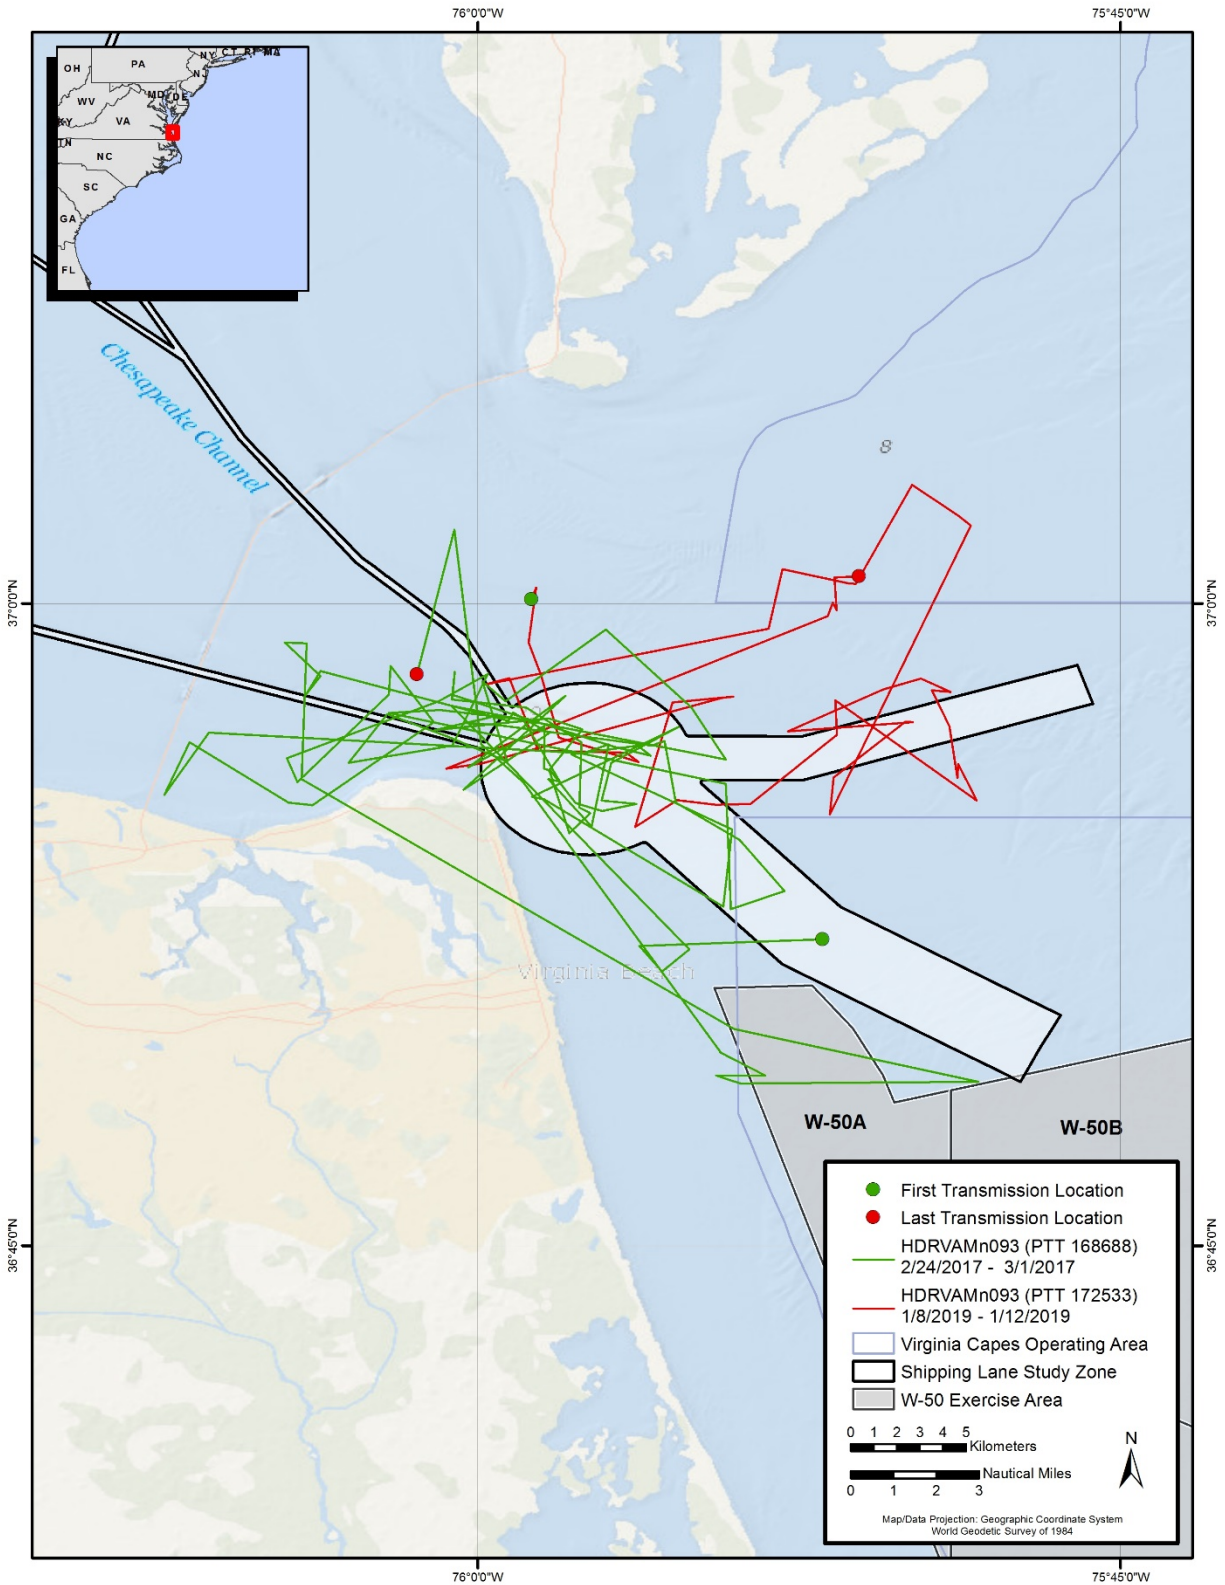 76°0'0"W
75°45'0"W
NY
CT
RI
MA
OH
PA
NJ
MD
DE
WV
VA
KY
TN
NC
SC
GA
FL
Chesapeake Channel
8
37°0'0"N
37°0'0"N
Virginia Beach
W-50A
W-50B
36°45'0"N
36°45'0"N
First Transmission Location
Last Transmission Location
HDRVAMn093 (PTT 168688)
2/24/2017 - 3/1/2017
HDRVAMn093 (PTT 172533)
1/8/2019 - 1/12/2019
Virginia Capes Operating Area
Shipping Lane Study Zone
W-50 Exercise Area
0 1 2 3 4 5
Kilometers
N
Nautical Miles
0 1 2 3
Map/Data Projection: Geographic Coordinate System
World Geodetic Survey of 1984
76°0'0"W
75°45'0"W